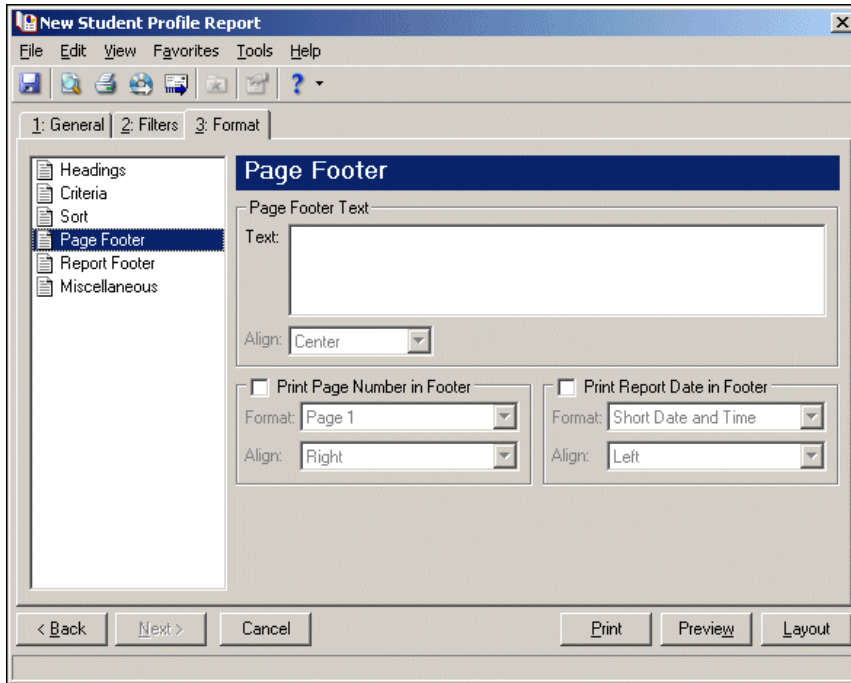 New Student Profile Report
File Edit View Favorites Tools Help
1: General 2: Filters 3: Format
Headings
Criteria
Sort
Page Footer
Report Footer
Miscellaneous
Page Footer
Page Footer Text
Text:
Align: Center
Print Page Number in Footer
Format: Page 1
Align: Right
Print Report Date in Footer
Format: Short Date and Time
Align: Left
< Back Next > Cancel Print Preview Layout